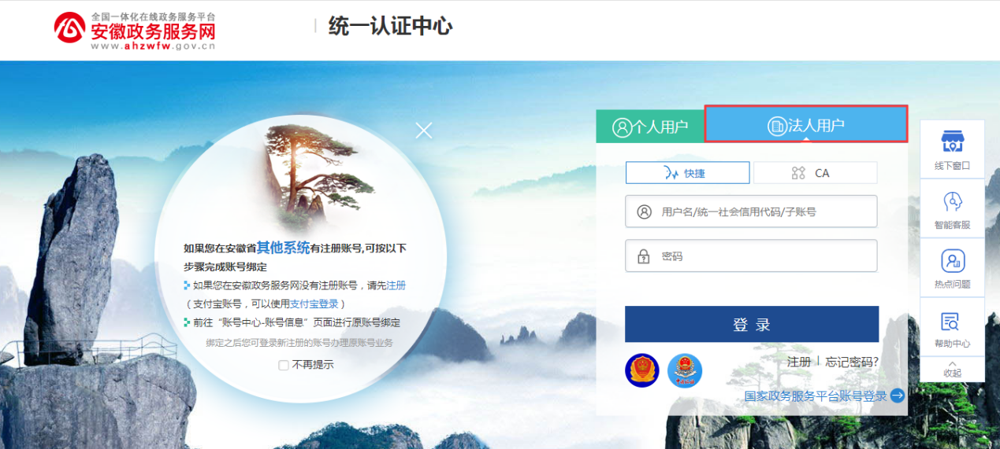 全国一体化在线政务服务平台
安徽政务服务网
www.ahzwfw.gov.cn
统一认证中心
如果您在安徽省其他系统有注册账号,可按以下
步骤完成账号绑定
如果您在安徽政务服务网没有注册账号，请先注册
（支付宝账号，可以使用支付宝登录）
前往“账号中心-账号信息”页面进行原账号绑定
绑定之后您可登录新注册的账号办理原账号业务
不再提示
个人用户
法人用户
快捷
CA
用户名/统一社会信用代码/子账号
密码
登录
注册
忘记密码?
国家政务服务平台账号登录
线下窗口
智能客服
热点问题
帮助中心
收起